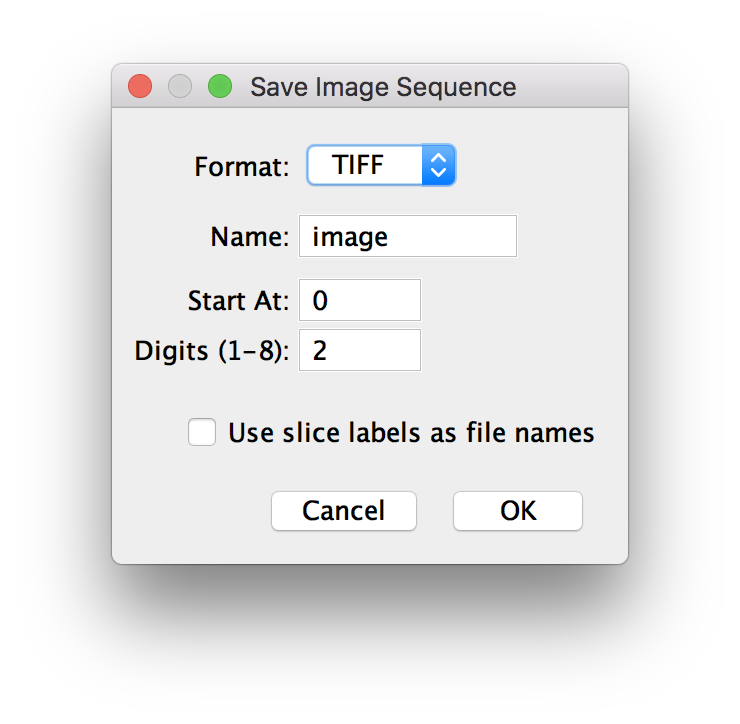 Save Image Sequence
Format: TIFF
Name: image
Start At: 0
Digits (1-8): 2
Use slice labels as file names
Cancel OK